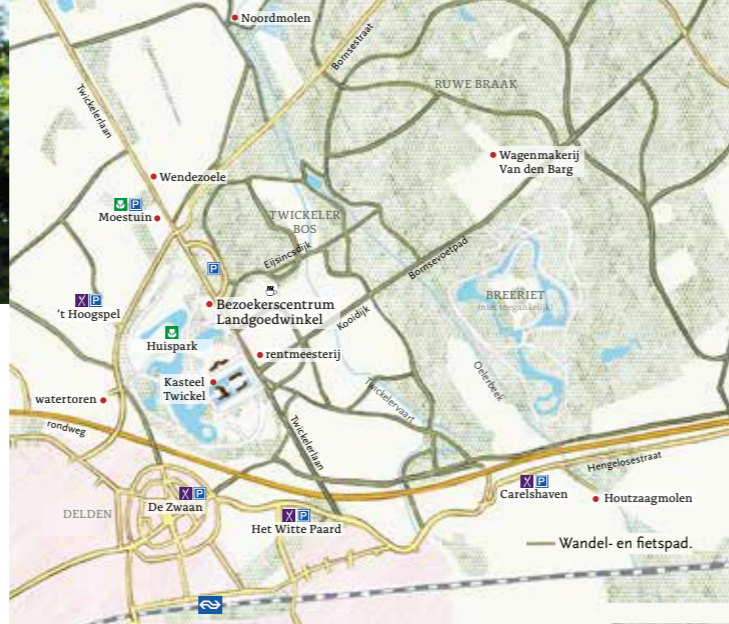 Noordmolen
Bornsestraat
RUWE BRAAK
Twickelerlaan
Wagenmakerij
Van den Barg
Wendezoele
P
Moestuin
TWICKELER
BOS
Eijsincsdijk
P
Bornsevoetpad
BREERIET
(niet toegankelijk)
P
't Hoogspel
Bezoekerscentrum
Landgoedwinkel
Kooidijk
Huispark
rentmeesterij
Kasteel
Twickel
Oelerbeek
watertoren
Twickelervaart
rondweg
Twickelerlaan
Hengelosestraat
P
Carelshaven
Houtzaagmolen
P
De Zwaan
DELDEN
P
Het Witte Paard
Wandel- en fietspad.